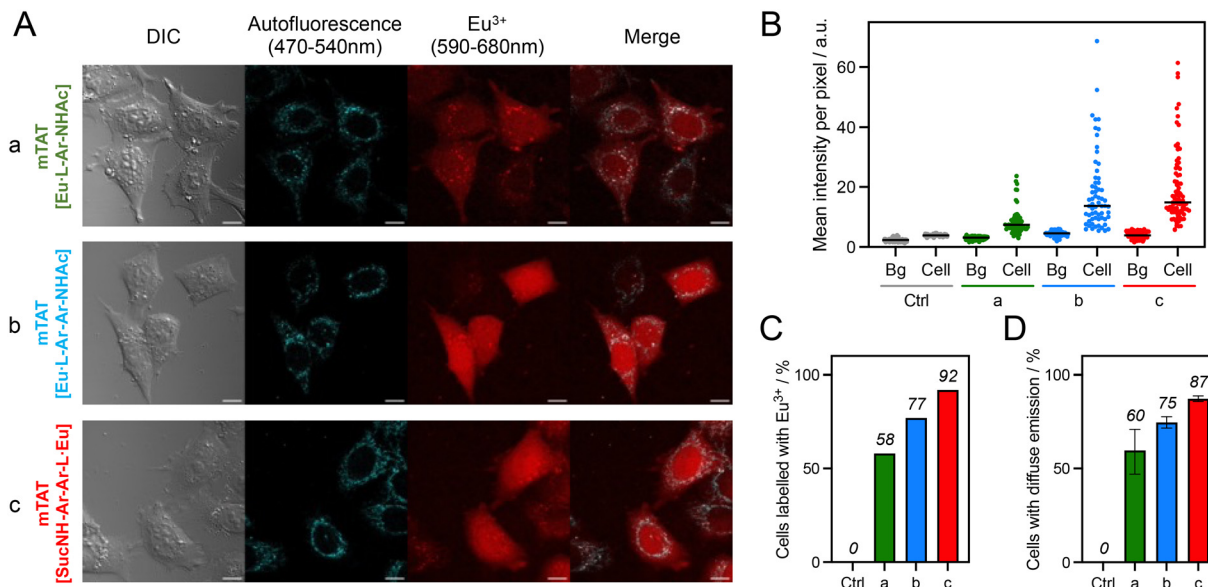 A
DIC
Autofluorescence
(470-540nm)
Eu³⁺
(590-680nm)
Merge
a
mTAT
[Eu·L-Ar-NHAc]
b
mTAT
[Eu·L-Ar-Ar-NHAc]
c
mTAT
[SucNH-Ar-Ar-L·Eu]
B
Mean intensity per pixel / a.u.
60
40
20
0
Bg Cell Bg Cell Bg Cell Bg Cell
Ctrl a b c
C
Cells labelled with Eu³⁺ / %
100
50
0
0
58
77
92
Ctrl a b c
D
Cells with diffuse emission / %
100
50
0
0
60
75
87
Ctrl a b c